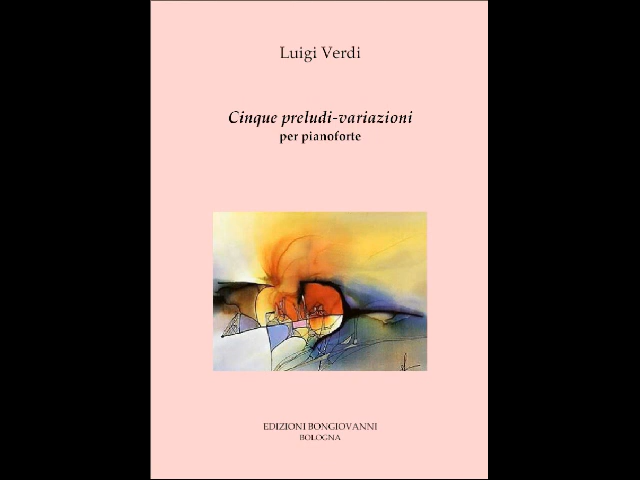 Luigi Verdi
Cinque preludi-variazioni
per pianoforte
EDIZIONI BONGIOVANNI
BOLOGNA